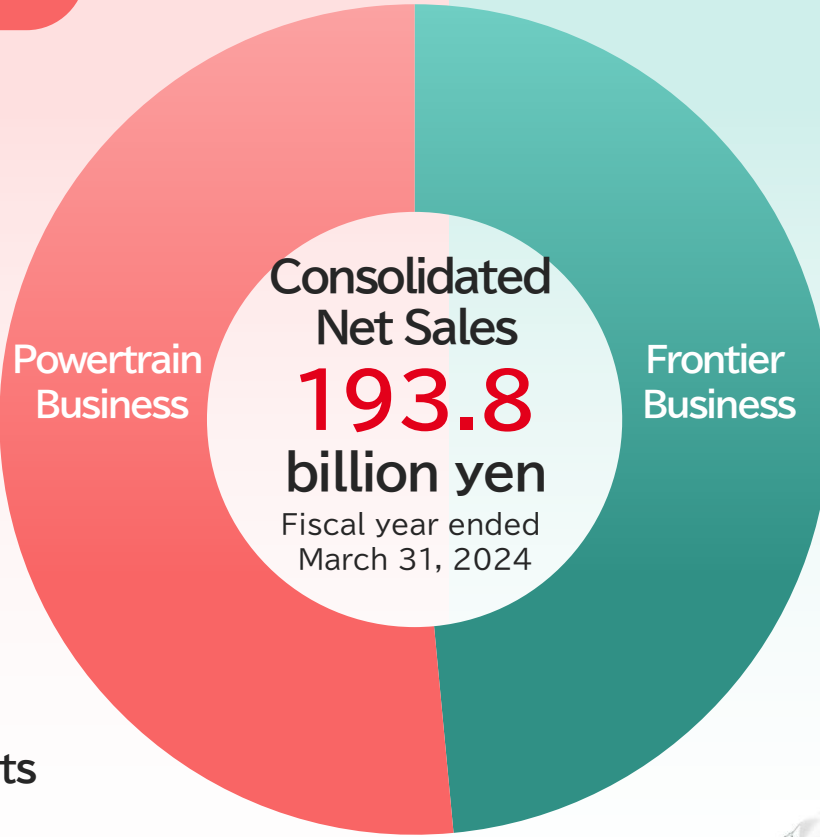 Consolidated
Net Sales
193.8
billion yen
Fiscal year ended
March 31, 2024
Powertrain
Business
Frontier
Business
ts